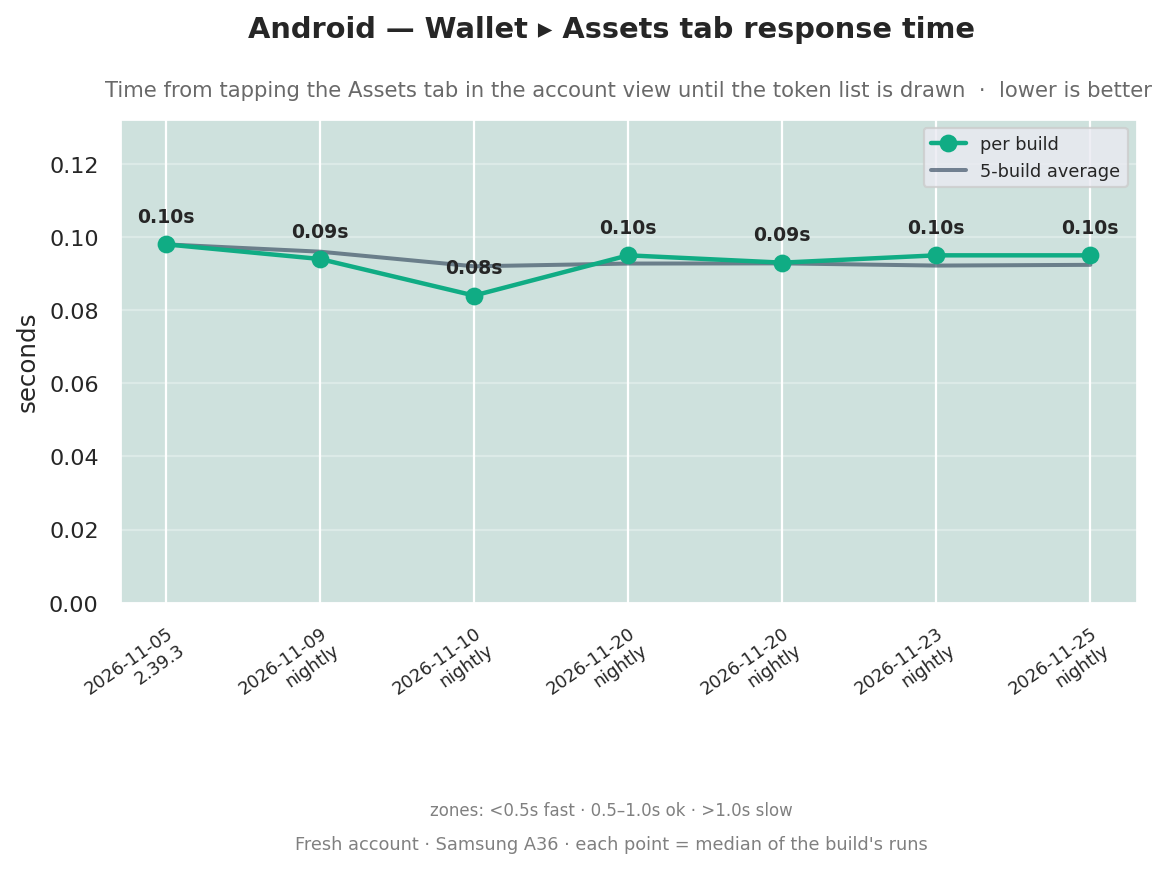 Android — Wallet ▸ Assets tab response time
Time from tapping the Assets tab in the account view until the token list is drawn · lower is better
per build
5-build average
seconds
0.12
0.10
0.08
0.06
0.04
0.02
0.00
0.10s
0.09s
0.08s
0.10s
0.09s
0.10s
0.10s
2026-11-05
2.39.3
2026-11-09
nightly
2026-11-10
nightly
2026-11-20
nightly
2026-11-20
nightly
2026-11-23
nightly
2026-11-25
nightly
zones: <0.5s fast · 0.5–1.0s ok · >1.0s slow
Fresh account · Samsung A36 · each point = median of the build's runs